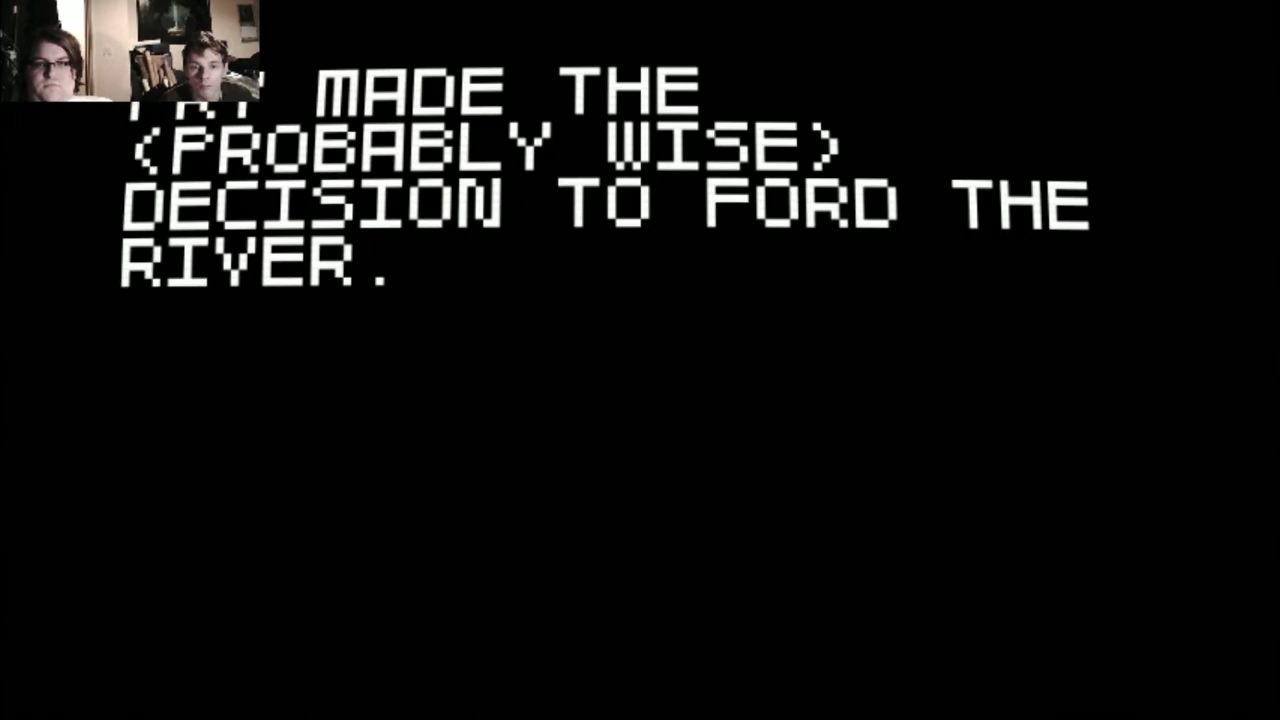 MADE THE
(PROBABLY WISE)
DECISION TO FORD THE
RIVER.